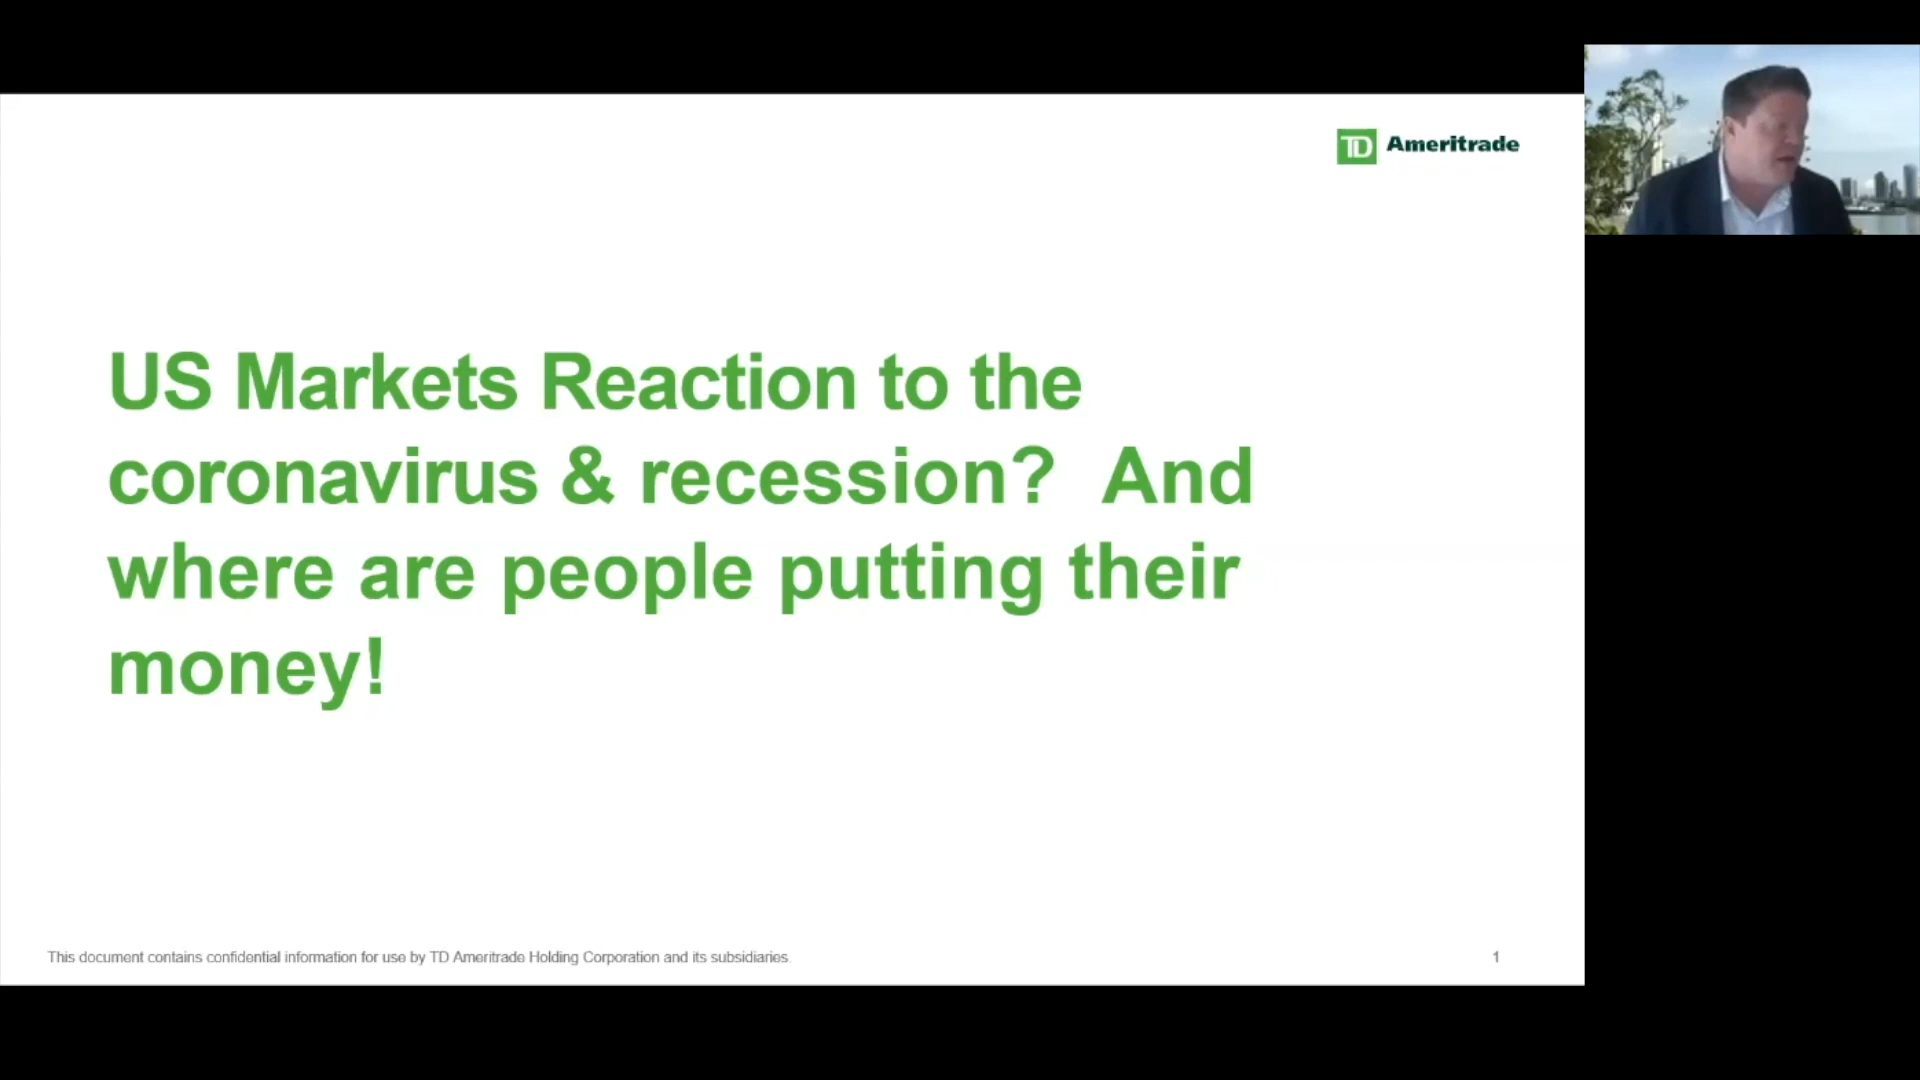 TD Ameritrade
US Markets Reaction to the
coronavirus & recession? And
where are people putting their
money!
This document contains confidential information for use by TD Ameritrade Holding Corporation and its subsidiaries.
1